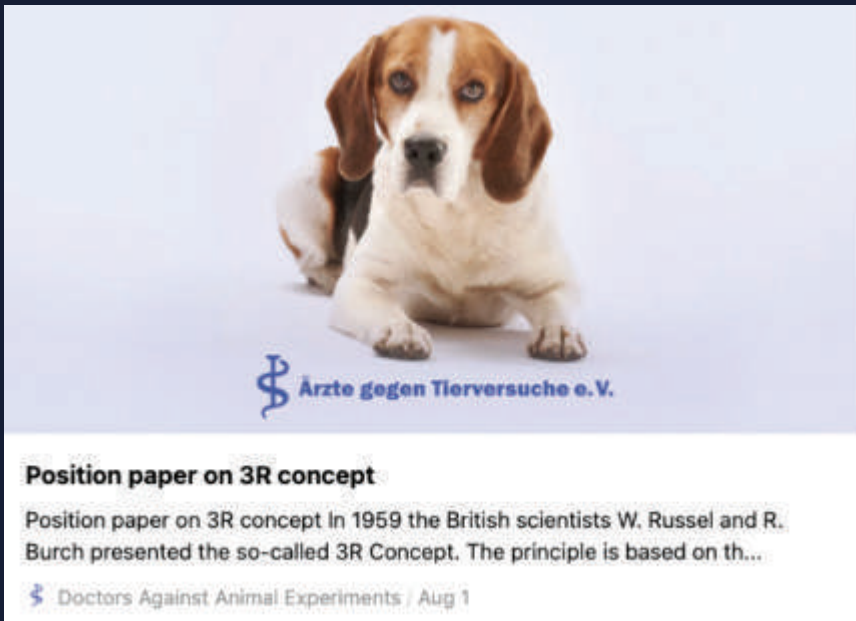 Ärzte gegen Tierversuche e.V.
Position paper on 3R concept
Position paper on 3R concept In 1959 the British scientists W. Russel and R.
Burch presented the so-called 3R Concept. The principle is based on th...
Doctors Against Animal Experiments / Aug 1